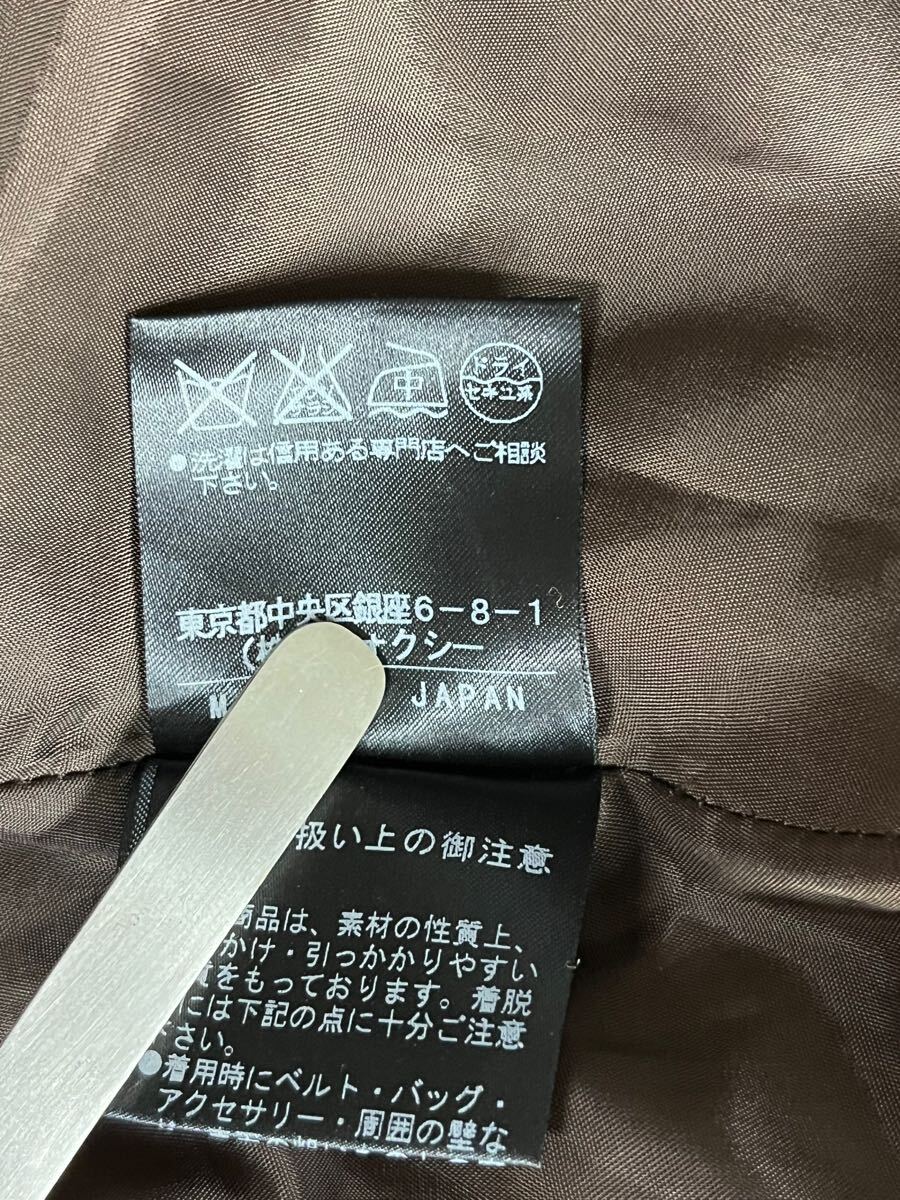 中
ドライ
セキユ系
●洗濯は信用ある専門店へご相談
下さい。
東京都中央区銀座6-8-1
クシー
JAPAN
扱い上の御注意
商品は、素材の性質上、
かけ・引っかかりやすい
をもっております。着脱
には下記の点に十分ご注意
下さい。
●着用時にベルト・バッグ・
アクセサリー・周囲の壁な